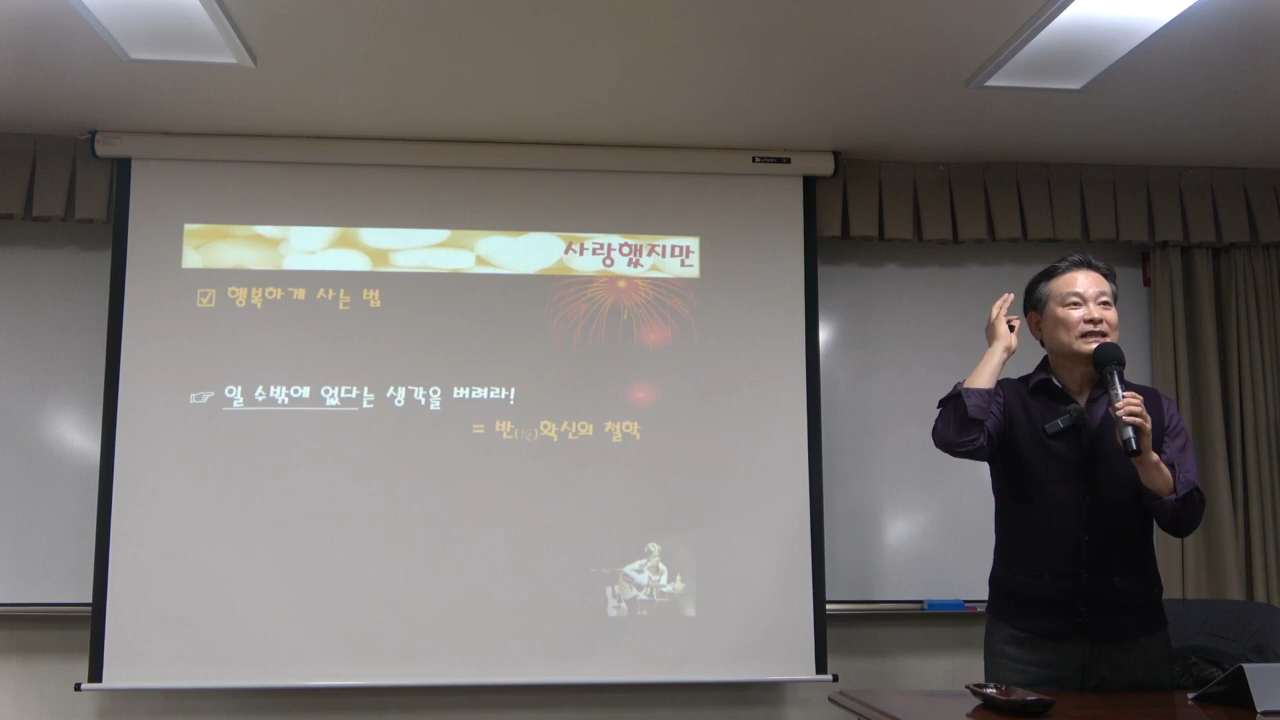 사랑했지만
행복하게 사는 법
일 수밖에 없다는 생각을 버려라!
= 반(反)확신의 철학